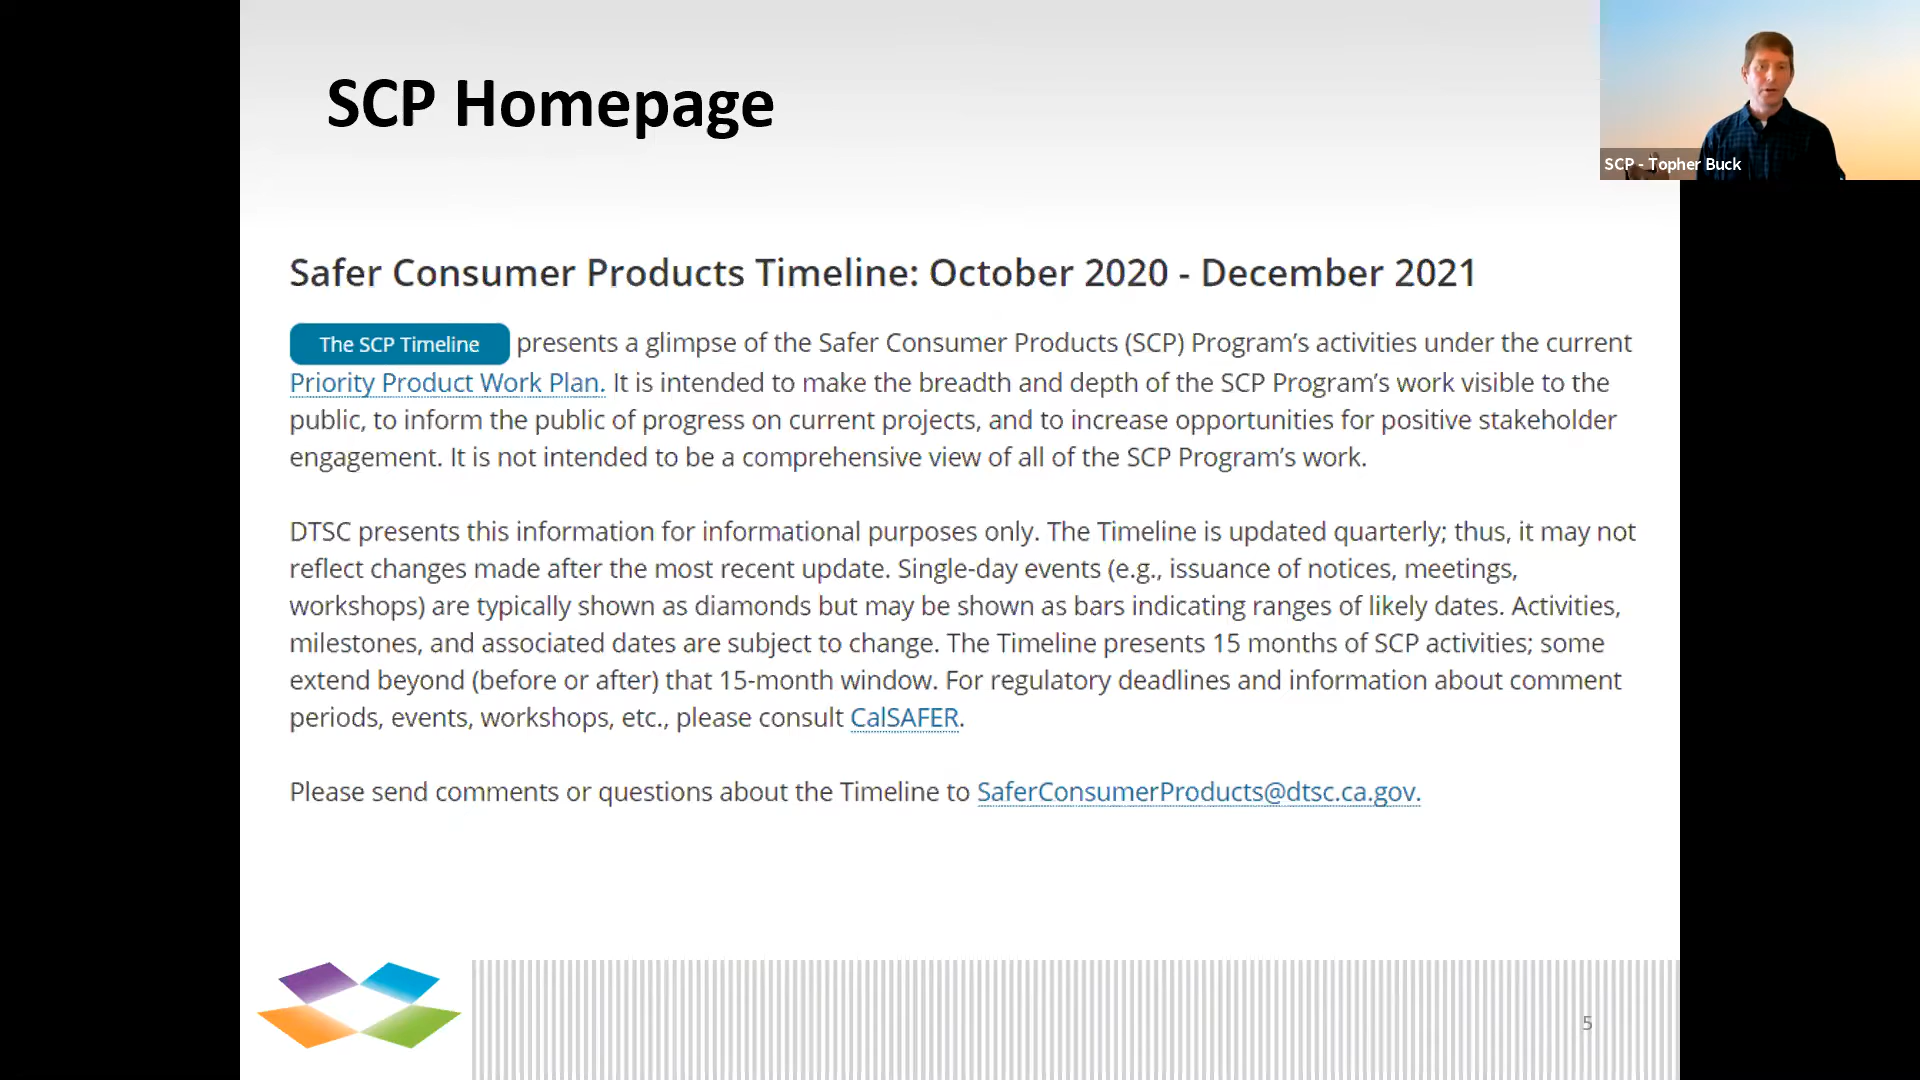 SCP Homepage
SCP - Topher Buck
Safer Consumer Products Timeline: October 2020 - December 2021
The SCP Timeline presents a glimpse of the Safer Consumer Products (SCP) Program’s activities under the current
Priority Product Work Plan. It is intended to make the breadth and depth of the SCP Program’s work visible to the
public, to inform the public of progress on current projects, and to increase opportunities for positive stakeholder
engagement. It is not intended to be a comprehensive view of all of the SCP Program’s work.
DTSC presents this information for informational purposes only. The Timeline is updated quarterly; thus, it may not
reflect changes made after the most recent update. Single-day events (e.g., issuance of notices, meetings,
workshops) are typically shown as diamonds but may be shown as bars indicating ranges of likely dates. Activities,
milestones, and associated dates are subject to change. The Timeline presents 15 months of SCP activities; some
extend beyond (before or after) that 15-month window. For regulatory deadlines and information about comment
periods, events, workshops, etc., please consult CalSAFER.
Please send comments or questions about the Timeline to SaferConsumerProducts@dtsc.ca.gov.
5